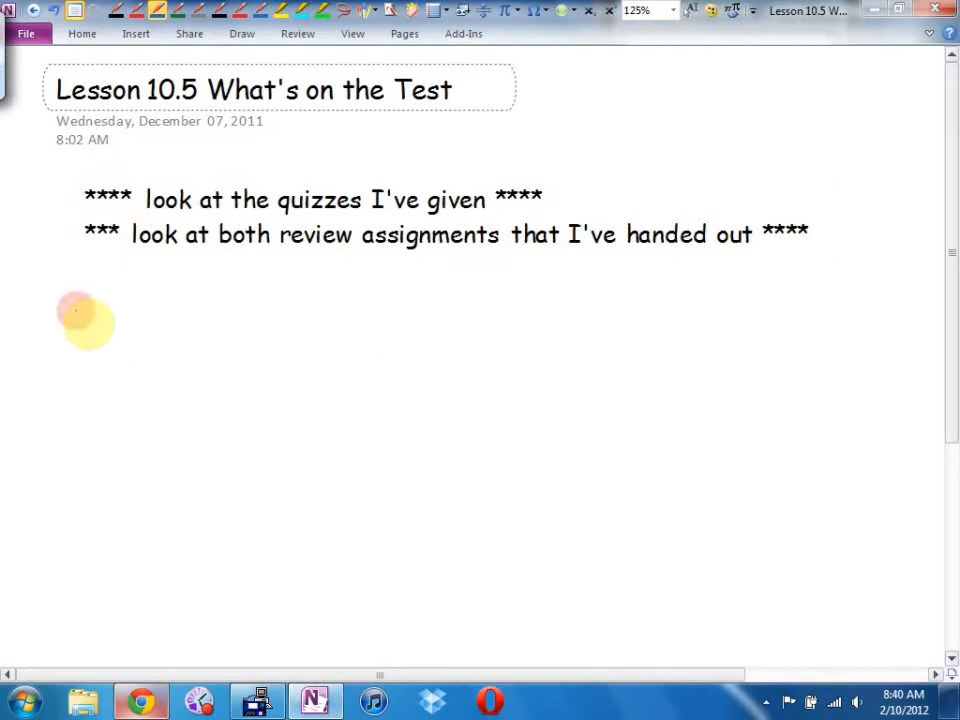 125%
Lesson 10.5 W...
File Home Insert Share Draw Review View Pages Add-Ins
Lesson 10.5 What's on the Test
Wednesday, December 07, 2011
8:02 AM
**** look at the quizzes I've given ****
*** look at both review assignments that I've handed out ****
8:40 AM
2/10/2012